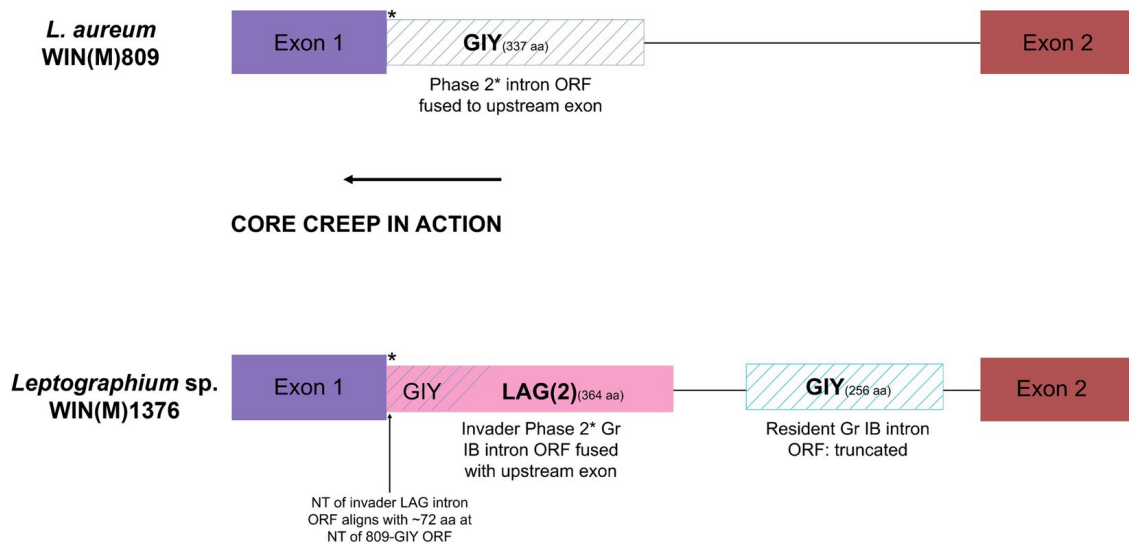 L. aureum
WIN(M)809
Exon 1
*
GIY(337 aa)
Exon 2
Phase 2* intron ORF
fused to upstream exon
CORE CREEP IN ACTION
Leptographium sp.
WIN(M)1376
Exon 1
*
GIY
LAG(2)(364 aa)
GIY(256 aa)
Exon 2
Invader Phase 2* Gr
IB intron ORF fused
with upstream exon
Resident Gr IB intron
ORF: truncated
NT of invader LAG intron
ORF aligns with ~72 aa at
NT of 809-GIY ORF